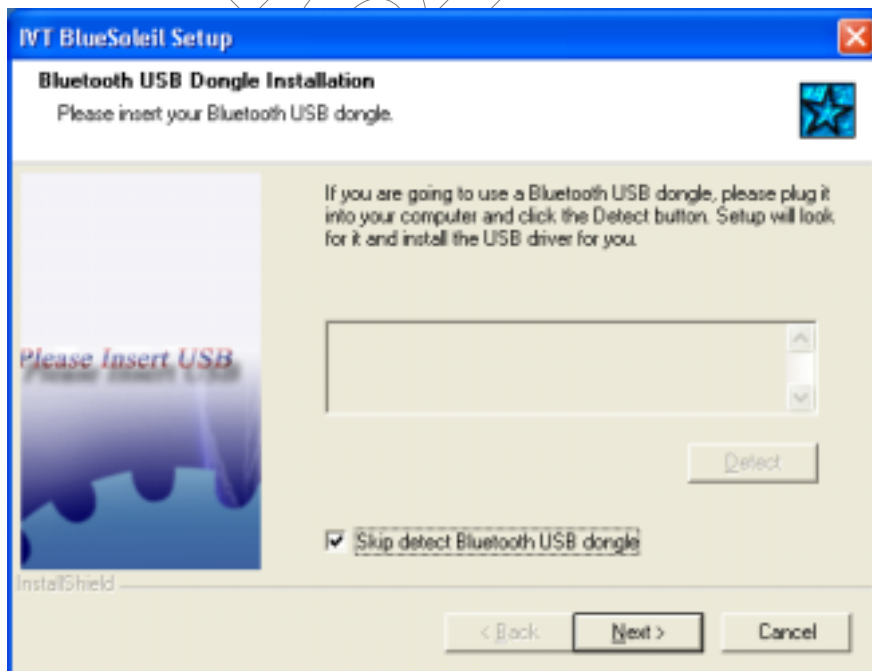 IVT BlueSoleil Setup
Bluetooth USB Dongle Installation
Please insert your Bluetooth USB dongle.
If you are going to use a Bluetooth USB dongle, please plug it
into your computer and click the Detect button. Setup will look
for it and install the USB driver for you.
Please Insert USB
Detect
Skip detect Bluetooth USB dongle
InstallShield
< Back
Next >
Cancel